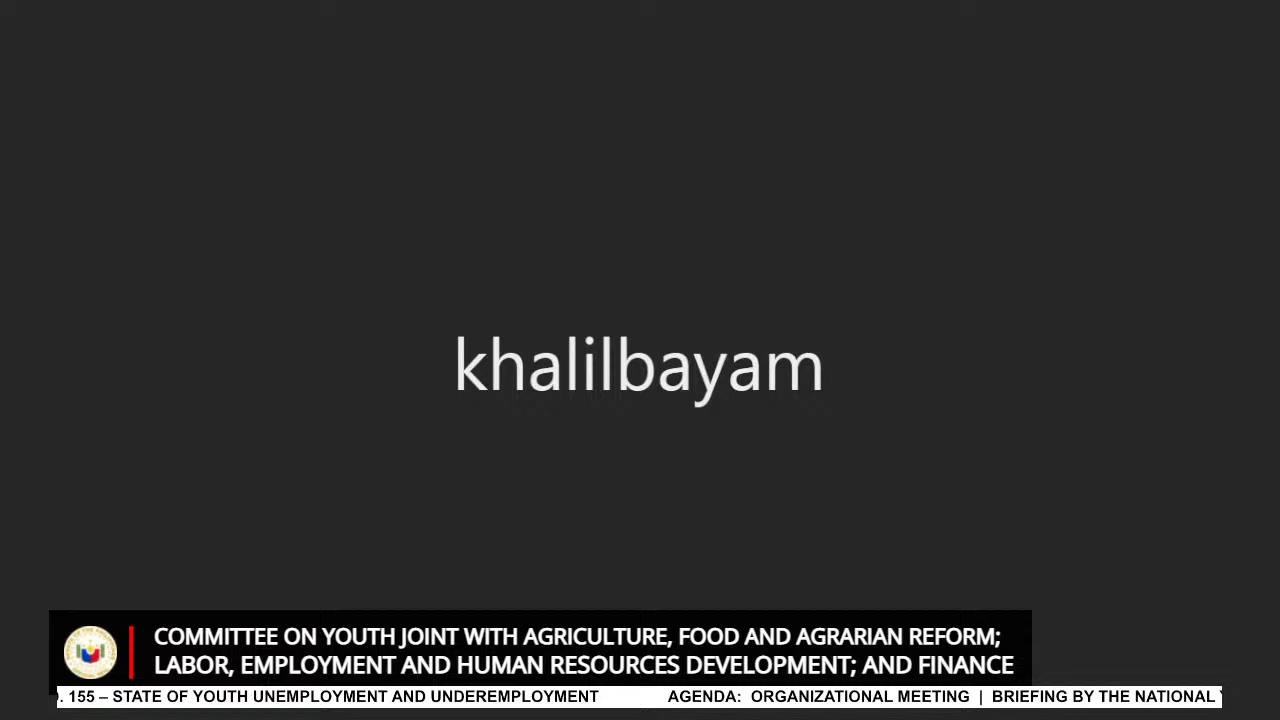 khalilbayam
COMMITTEE ON YOUTH JOINT WITH AGRICULTURE, FOOD AND AGRARIAN REFORM;
LABOR, EMPLOYMENT AND HUMAN RESOURCES DEVELOPMENT; AND FINANCE
. 155 – STATE OF YOUTH UNEMPLOYMENT AND UNDEREMPLOYMENT AGENDA: ORGANIZATIONAL MEETING | BRIEFING BY THE NATIONAL